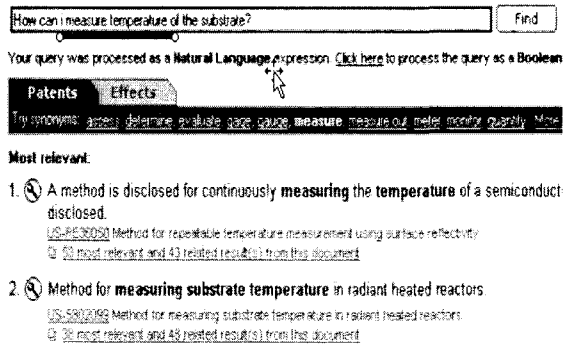 How can i measure temperature of the substrate?
Find
Your query was processed as a Natural Language expression. Click here to process the query as a Boolean
Patents Effects
Try synonyms: assess, determine, evaluate, gage, gauge, measure, measure out, meter, monitor, quantify, More
Most relevant:
1. A method is disclosed for continuously measuring the temperature of a semiconduct
disclosed.
US-RE36050 Method for repeatable temperature measurement using surface reflectivity
most relevant and 43 related result(s) from this document
2. Method for measuring substrate temperature in radiant heated reactors.
US-5802099 Method for measuring substrate temperature in radiant heated reactors.
most relevant and 48 related result(s) from this document